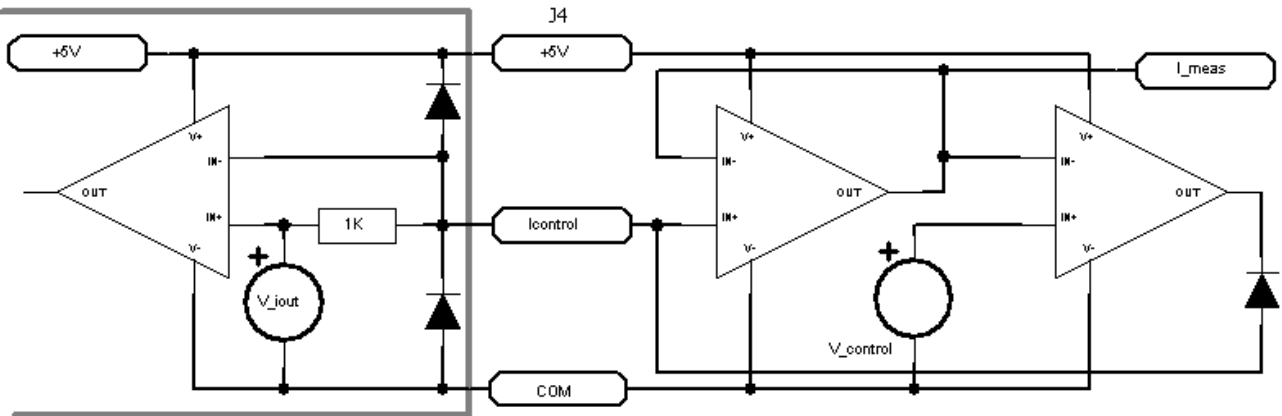 J4
+5V
+5V
I_meas
V+
IN-
OUT
IN+
V-
1K
Icontrol
V+
IN-
OUT
IN+
V-
V+
IN-
OUT
IN+
V-
+
V_iout
+
V_control
COM